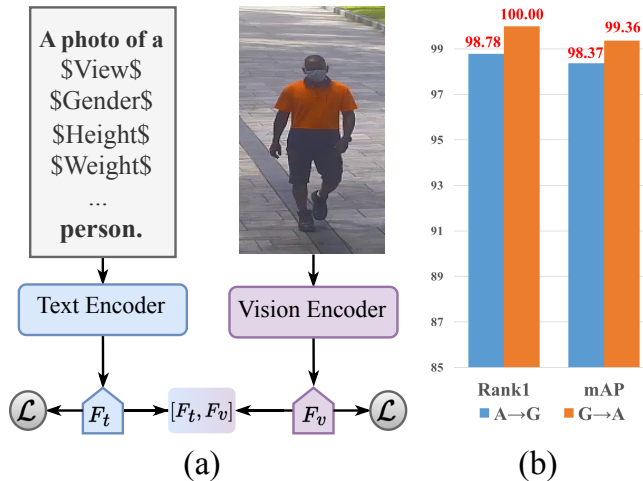 A photo of a
$View$
$Gender$
$Height$
$Weight$
...
person.
Text Encoder
Vision Encoder
ℒ
F_t
[F_t, F_v]
F_v
ℒ
(a)
98.78
100.00
98.37
99.36
99
97
95
93
91
89
87
85
Rank1
mAP
A→G
G→A
(b)